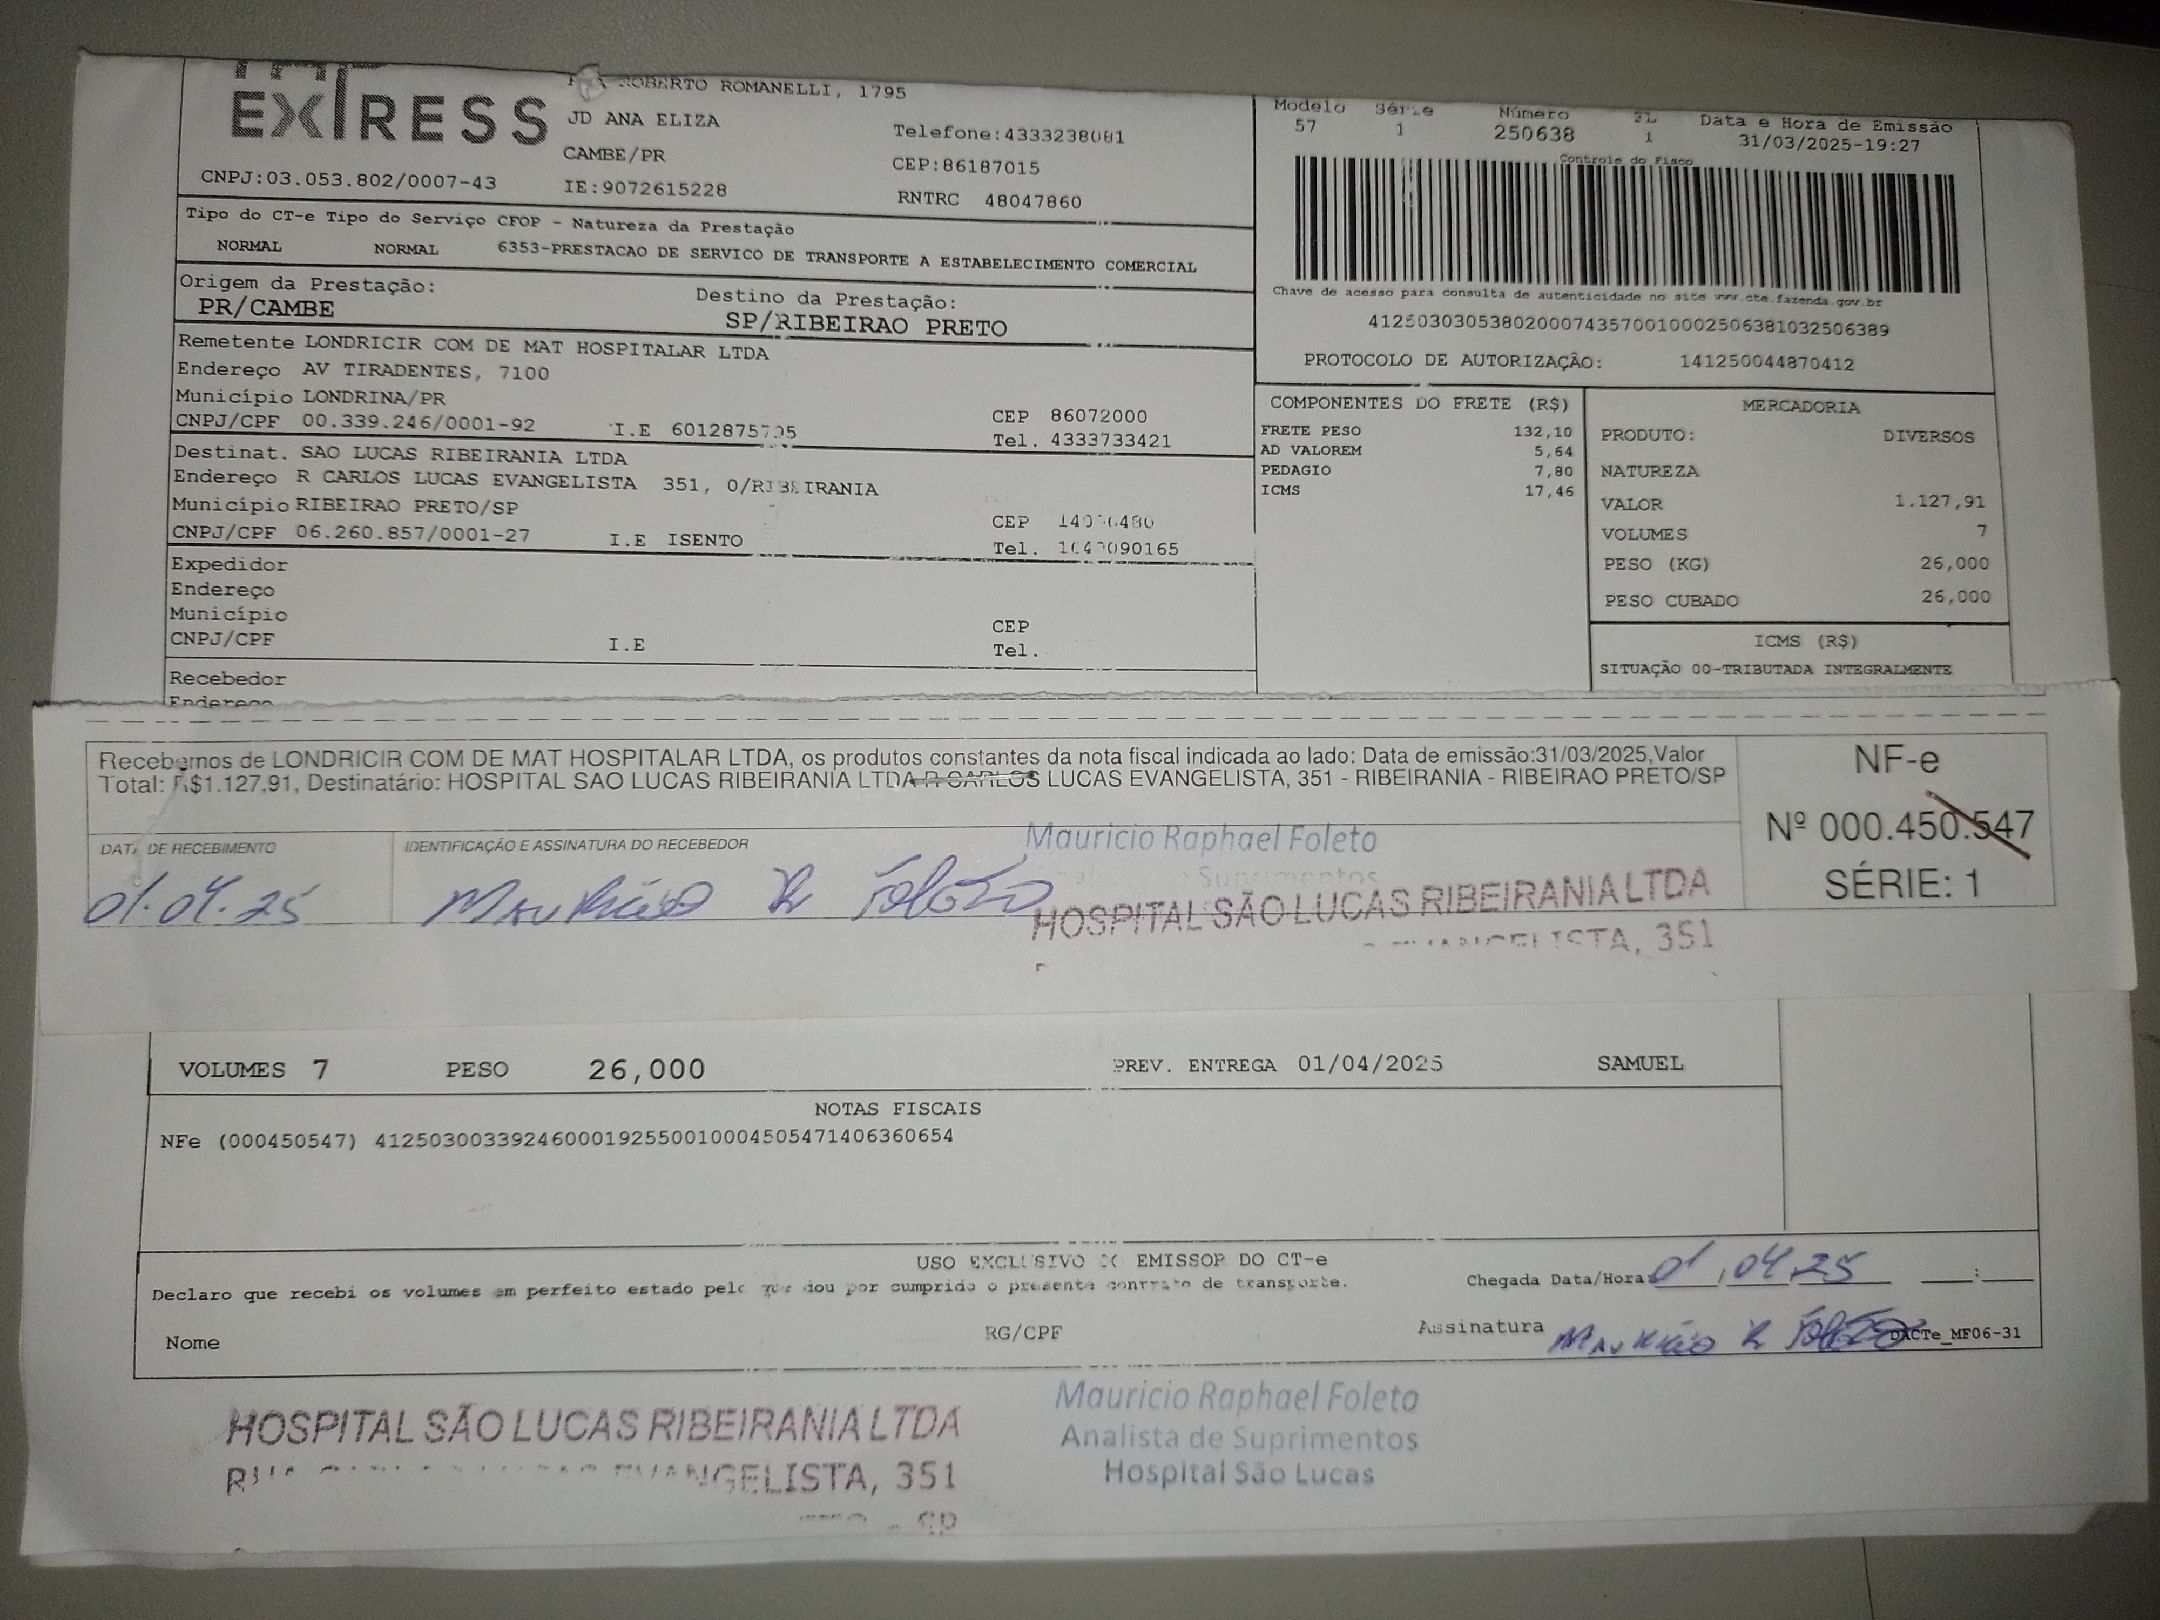 EXPRESS
ROBERTO ROMANELLI, 1795
JD ANA ELIZA
Telefone:4333238081
CAMBE/PR
CEP:86187015
CNPJ:03.053.802/0007-43
IE:9072615228
RNTRC 48047860
Modelo Série Número FL Data e Hora de Emissão
57 1 250638 1 31/03/2025-19:27
Controle do Fisco
Tipo do CT-e Tipo do Serviço CFOP - Natureza da Prestação
NORMAL NORMAL 6353-PRESTACAO DE SERVICO DE TRANSPORTE A ESTABELECIMENTO COMERCIAL
Origem da Prestação: Destino da Prestação:
PR/CAMBE SP/RIBEIRAO PRETO
Chave de acesso para consulta de autenticidade no site www.cte.fazenda.gov.br
41250303053802000743570010002506381032506389
PROTOCOLO DE AUTORIZAÇÃO: 141250044870412
Remetente LONDRICIR COM DE MAT HOSPITALAR LTDA
Endereço AV TIRADENTES, 7100
Município LONDRINA/PR CEP 86072000
CNPJ/CPF 00.339.246/0001-92 I.E Tel. 4333733421
Destinat. SAO LUCAS RIBEIRANIA LTDA
Endereço R CARLOS LUCAS EVANGELISTA 351, 0/RIBEIRANIA
Município RIBEIRAO PRETO/SP CEP
CNPJ/CPF 06.260.857/0001-27 I.E ISENTO Tel.
Expedidor
Endereço
Município CEP
CNPJ/CPF I.E Tel.
Recebedor
Endereço
COMPONENTES DO FRETE (R$)
FRETE PESO 132,10
AD VALOREM 5,64
PEDAGIO 7,80
ICMS 17,46
MERCADORIA
PRODUTO: DIVERSOS
NATUREZA
VALOR 1.127,91
VOLUMES 7
PESO (KG) 26,000
PESO CUBADO 26,000
ICMS (R$)
SITUAÇÃO 00-TRIBUTADA INTEGRALMENTE
Recebemos de LONDRICIR COM DE MAT HOSPITALAR LTDA, os produtos constantes da nota fiscal indicada ao lado: Data de emissão:31/03/2025,Valor
Total: R$1.127.91, Destinatário: HOSPITAL SAO LUCAS RIBEIRANIA LTDA R CARLOS LUCAS EVANGELISTA, 351 - RIBEIRANIA - RIBEIRAO PRETO/SP
NF-e
Nº 000.450.547
SÉRIE: 1
DATA DE RECEBIMENTO IDENTIFICAÇÃO E ASSINATURA DO RECEBEDOR
01.04.25 Mauricio R Foleto
Mauricio Raphael Foleto
Suprimentos
HOSPITAL SÃO LUCAS RIBEIRANIA LTDA
EVANGELISTA, 351
VOLUMES 7 PESO 26,000 PREV. ENTREGA 01/04/2025 SAMUEL
NOTAS FISCAIS
NFe (000450547) 41250300339246000192550010004505471406360654
USO EXCLUSIVO DO EMISSOR DO CT-e
Declaro que recebi os volumes em perfeito estado pelo que dou por cumprido o presente contrato de transporte.
Chegada Data/Hora 01.04.25 :
Nome RG/CPF Assinatura Mauricio R Foleto DACTe_MF06-31
HOSPITAL SÃO LUCAS RIBEIRANIA LTDA
RUA EVANGELISTA, 351
SP
Mauricio Raphael Foleto
Analista de Suprimentos
Hospital São Lucas